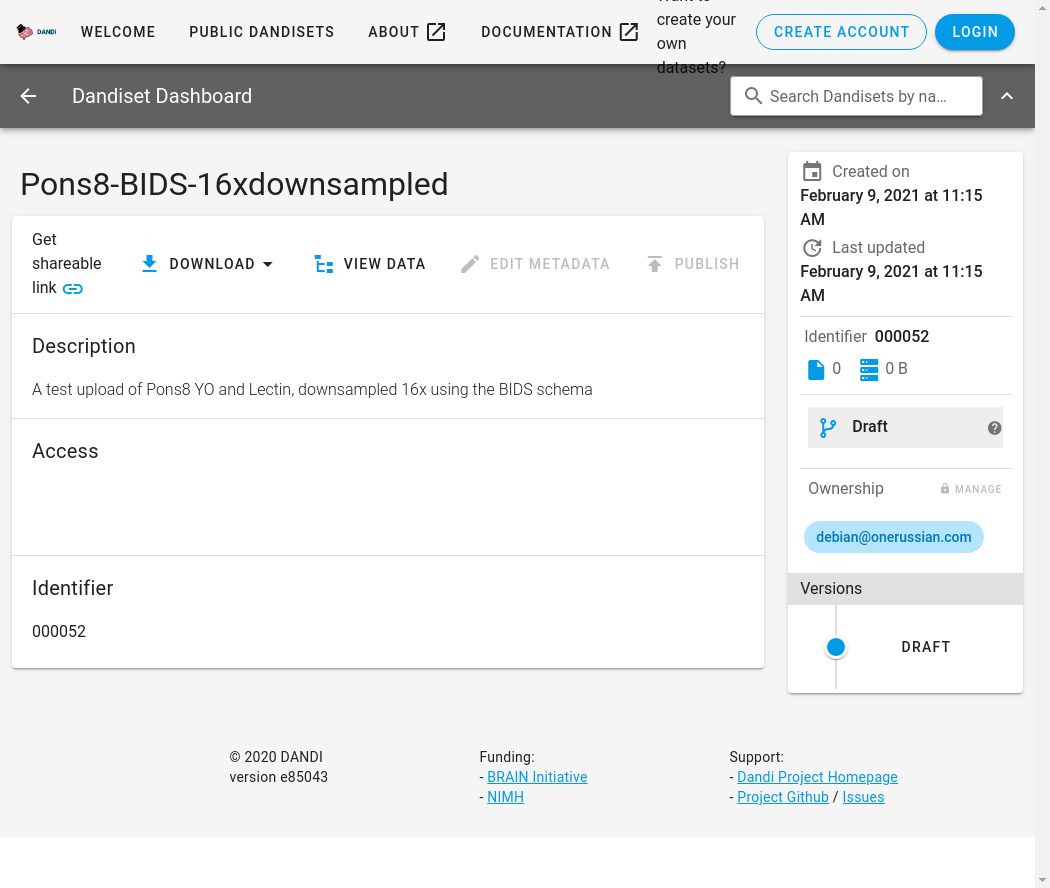 DANDI
WELCOME
PUBLIC DANDISETS
ABOUT
DOCUMENTATION
create your
own
datasets?
CREATE ACCOUNT
LOGIN
Dandiset Dashboard
Search Dandisets by na…
Pons8-BIDS-16xdownsampled
Get
shareable
link
DOWNLOAD
VIEW DATA
EDIT METADATA
PUBLISH
Description
A test upload of Pons8 YO and Lectin, downsampled 16x using the BIDS schema
Access
Identifier
000052
Created on
February 9, 2021 at 11:15
AM
Last updated
February 9, 2021 at 11:15
AM
Identifier 000052
0 0 B
Draft
Ownership
MANAGE
debian@onerussian.com
Versions
DRAFT
© 2020 DANDI
version e85043
Funding:
- BRAIN Initiative
- NIMH
Support:
- Dandi Project Homepage
- Project Github / Issues